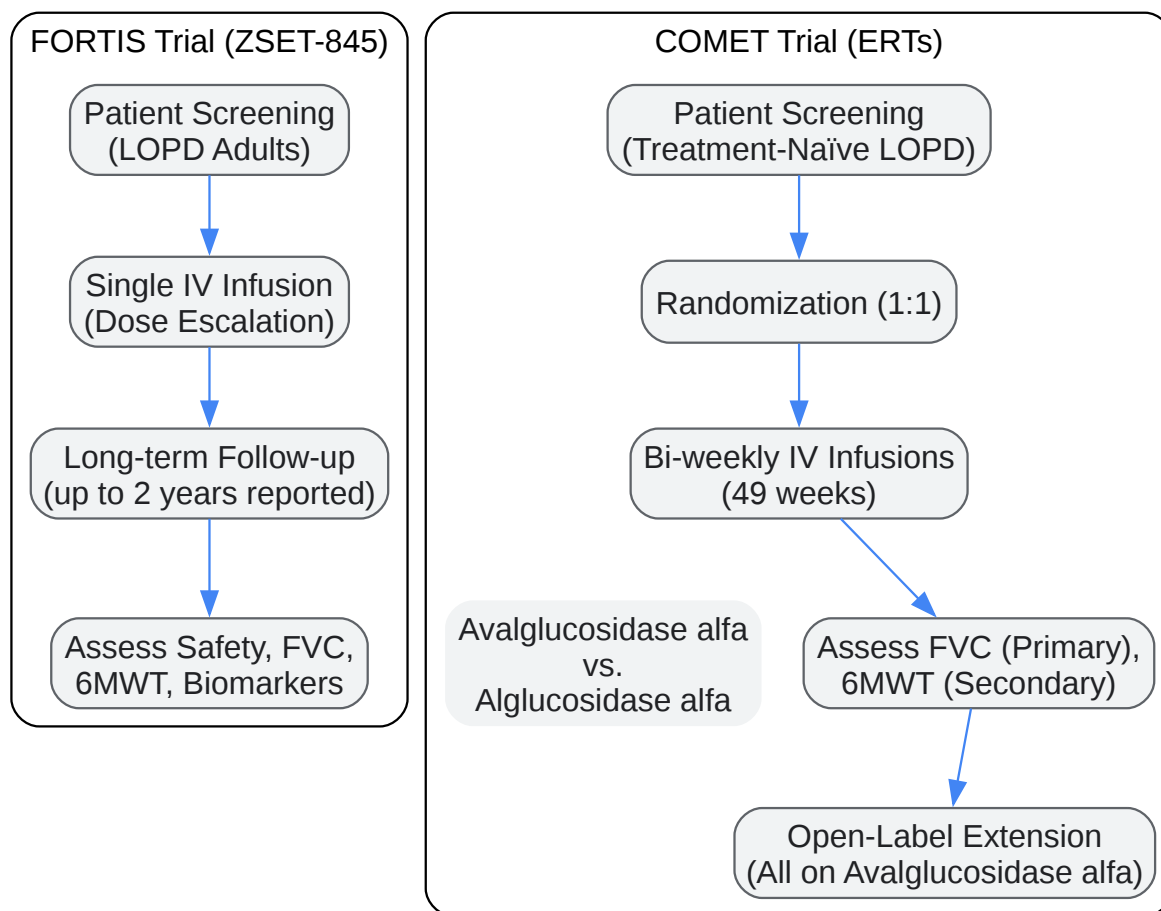 FORTIS Trial (ZSET-845)
Patient Screening
(LOPD Adults)
Single IV Infusion
(Dose Escalation)
Long-term Follow-up
(up to 2 years reported)
Assess Safety, FVC,
6MWT, Biomarkers
COMET Trial (ERTs)
Patient Screening
(Treatment-Naïve LOPD)
Randomization (1:1)
Bi-weekly IV Infusions
(49 weeks)
Avalglucosidase alfa
vs.
Alglucosidase alfa
Assess FVC (Primary),
6MWT (Secondary)
Open-Label Extension
(All on Avalglucosidase alfa)